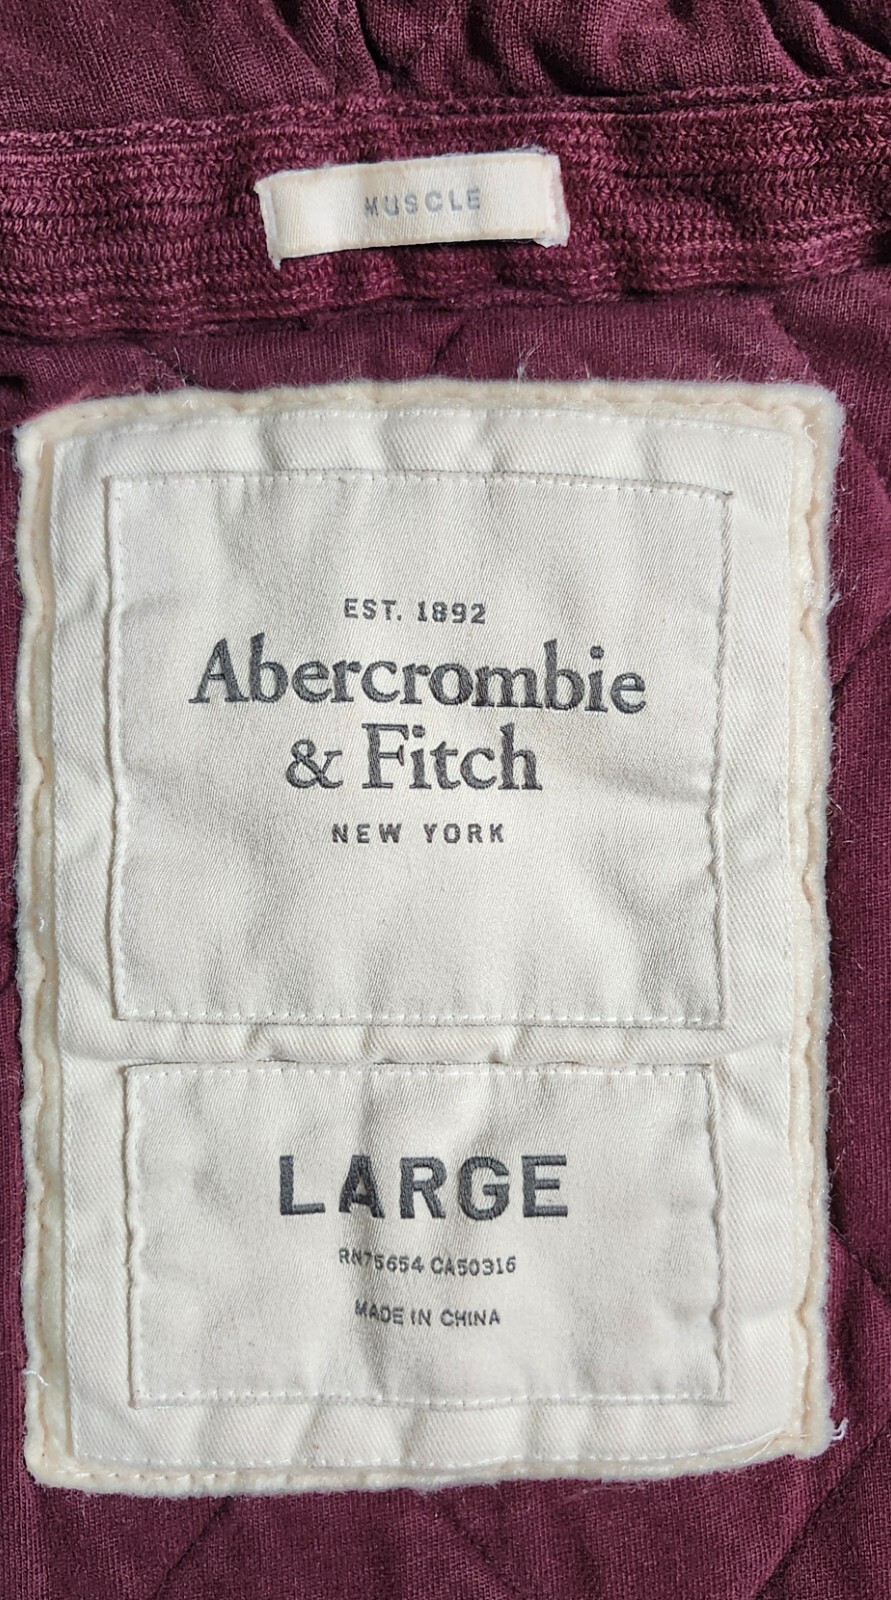 MUSCLE
EST. 1892
Abercrombie
& Fitch
NEW YORK
LARGE
RN75654 CA50316
MADE IN CHINA